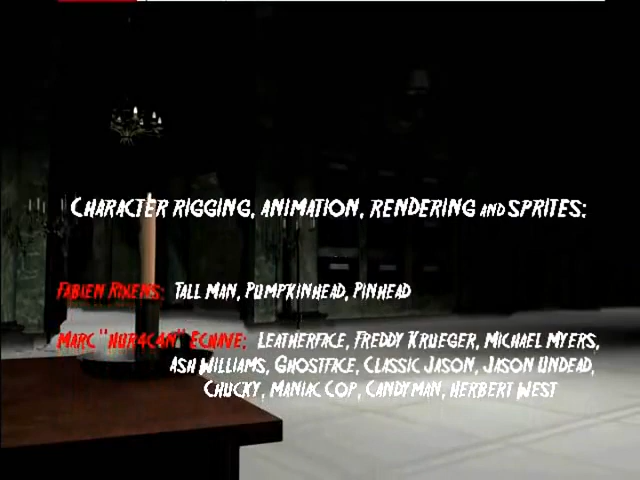 Character rigging, animation, rendering and sprites:
Fabien Rixens: Tall Man, Pumpkinhead, Pinhead
Marc "Hur4c4n" Echave: Leatherface, Freddy Krueger, Michael Myers,
Ash Williams, Ghostface, Classic Jason, Jason Undead,
Chucky, Maniac Cop, Candyman, Herbert West